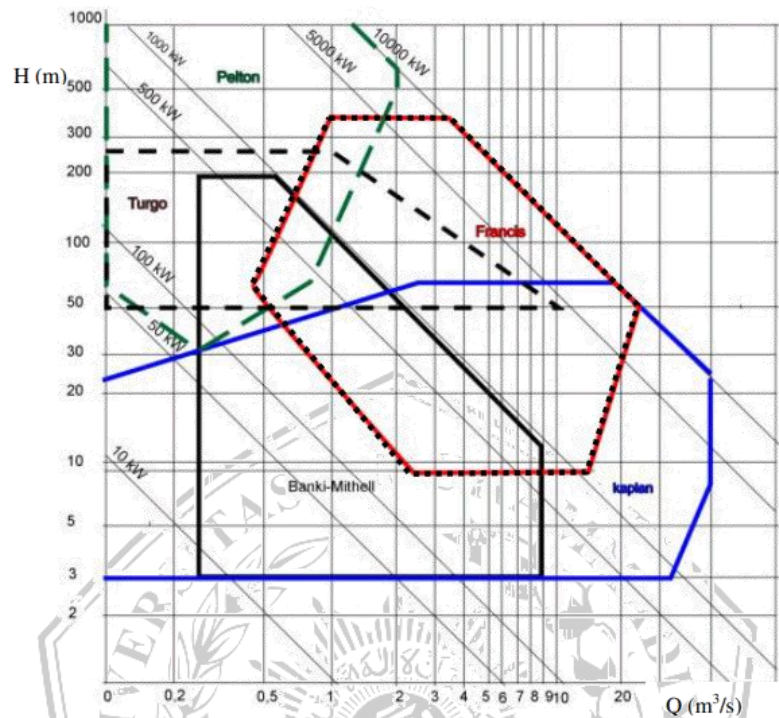 1000
H (m)
500
300
200
100
50
30
20
10
5
3
2
1000 kW
500 kW
5000 kW
10000 kW
100 kW
50 kW
10 kW
Pelton
Turgo
Francis
Banki-Mithell
kaplan
0 0,2 0,5 1 2 3 4 5 6 7 8 9 10 20
Q (m³/s)